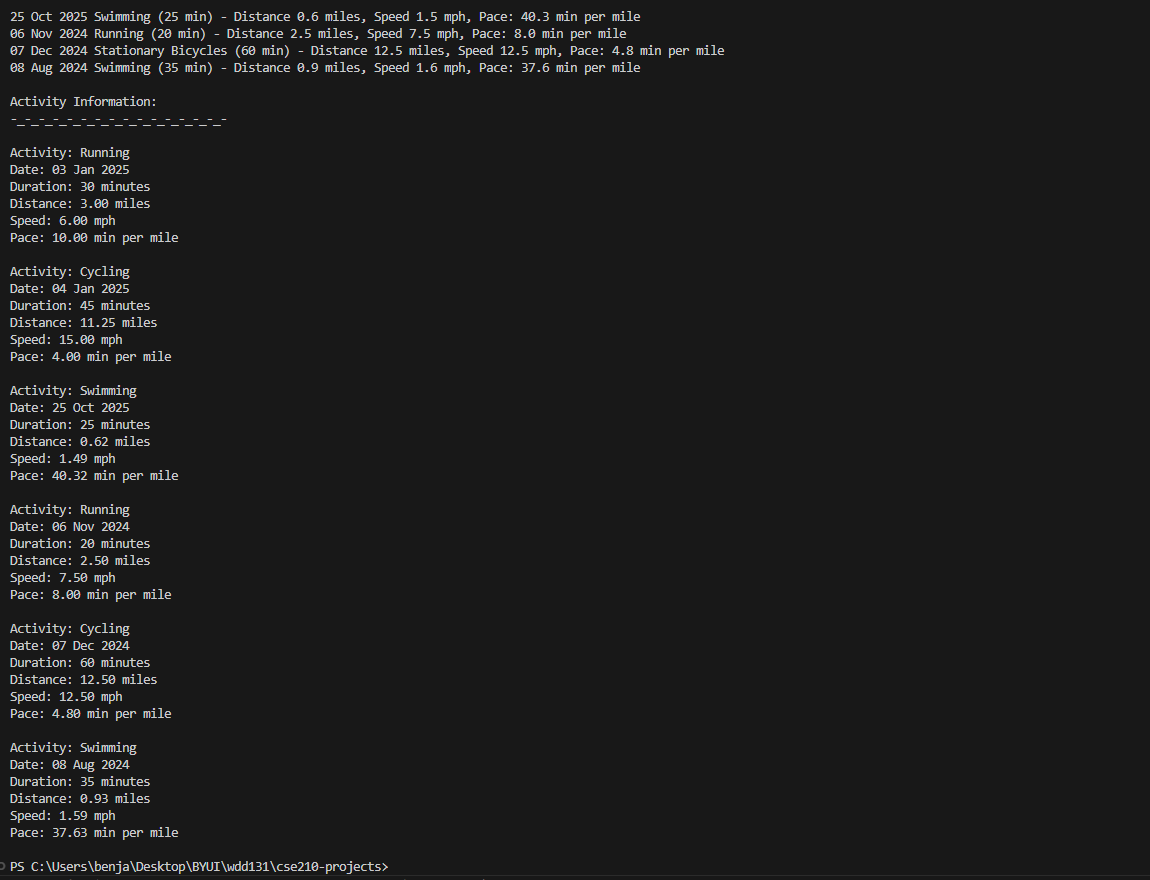 25 Oct 2025 Swimming (25 min) - Distance 0.6 miles, Speed 1.5 mph, Pace: 40.3 min per mile
06 Nov 2024 Running (20 min) - Distance 2.5 miles, Speed 7.5 mph, Pace: 8.0 min per mile
07 Dec 2024 Stationary Bicycles (60 min) - Distance 12.5 miles, Speed 12.5 mph, Pace: 4.8 min per mile
08 Aug 2024 Swimming (35 min) - Distance 0.9 miles, Speed 1.6 mph, Pace: 37.6 min per mile

Activity Information:
-_-_-_-_-_-_-_-_-_-_-_-_-_-_-_-

Activity: Running
Date: 03 Jan 2025
Duration: 30 minutes
Distance: 3.00 miles
Speed: 6.00 mph
Pace: 10.00 min per mile

Activity: Cycling
Date: 04 Jan 2025
Duration: 45 minutes
Distance: 11.25 miles
Speed: 15.00 mph
Pace: 4.00 min per mile

Activity: Swimming
Date: 25 Oct 2025
Duration: 25 minutes
Distance: 0.62 miles
Speed: 1.49 mph
Pace: 40.32 min per mile

Activity: Running
Date: 06 Nov 2024
Duration: 20 minutes
Distance: 2.50 miles
Speed: 7.50 mph
Pace: 8.00 min per mile

Activity: Cycling
Date: 07 Dec 2024
Duration: 60 minutes
Distance: 12.50 miles
Speed: 12.50 mph
Pace: 4.80 min per mile

Activity: Swimming
Date: 08 Aug 2024
Duration: 35 minutes
Distance: 0.93 miles
Speed: 1.59 mph
Pace: 37.63 min per mile

PS C:\Users\benja\Desktop\BYUI\wdd131\cse210-projects>